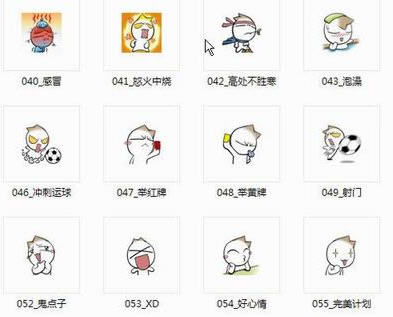 040_感冒
041_怒火中烧
042_高处不胜寒
043_泡澡
046_冲刺运球
047_举红牌
048_举黄牌
049_射门
052_鬼点子
053_XD
054_好心情
055_完美计划